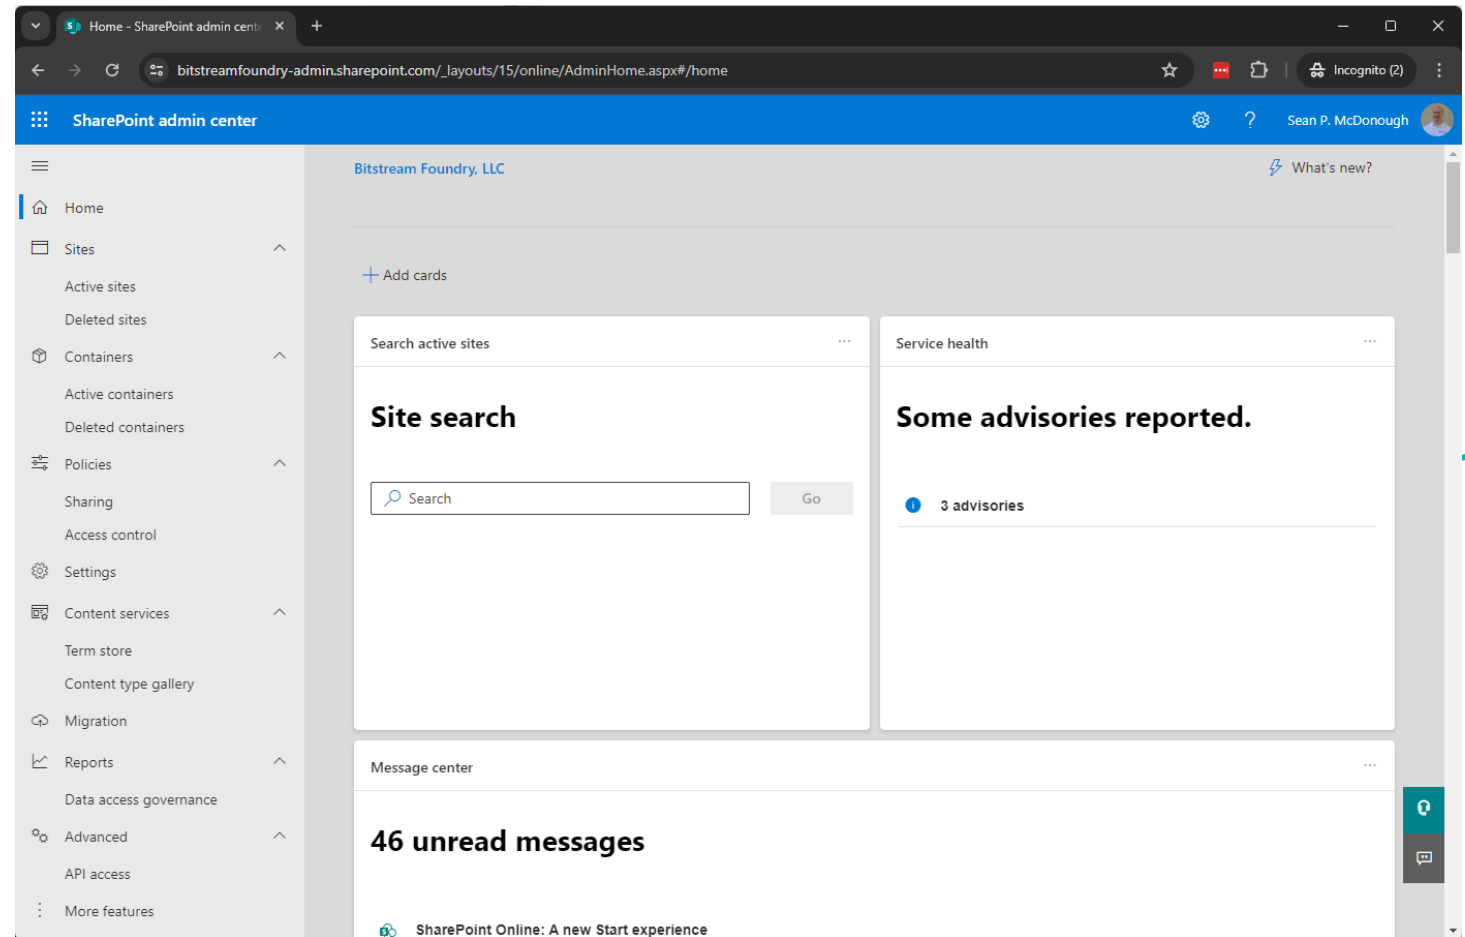 Home - SharePoint admin cente
bitstreamfoundry-admin.sharepoint.com/_layouts/15/online/AdminHome.aspx#/home
Incognito (2)
SharePoint admin center
? Sean P. McDonough
Bitstream Foundry, LLC
What's new?
Home
Sites
Active sites
Deleted sites
Containers
Active containers
Deleted containers
Policies
Sharing
Access control
Settings
Content services
Term store
Content type gallery
Migration
Reports
Data access governance
Advanced
API access
More features
Add cards
Search active sites
Site search
Search
Go
Service health
Some advisories reported.
3 advisories
Message center
46 unread messages
SharePoint Online: A new Start experience